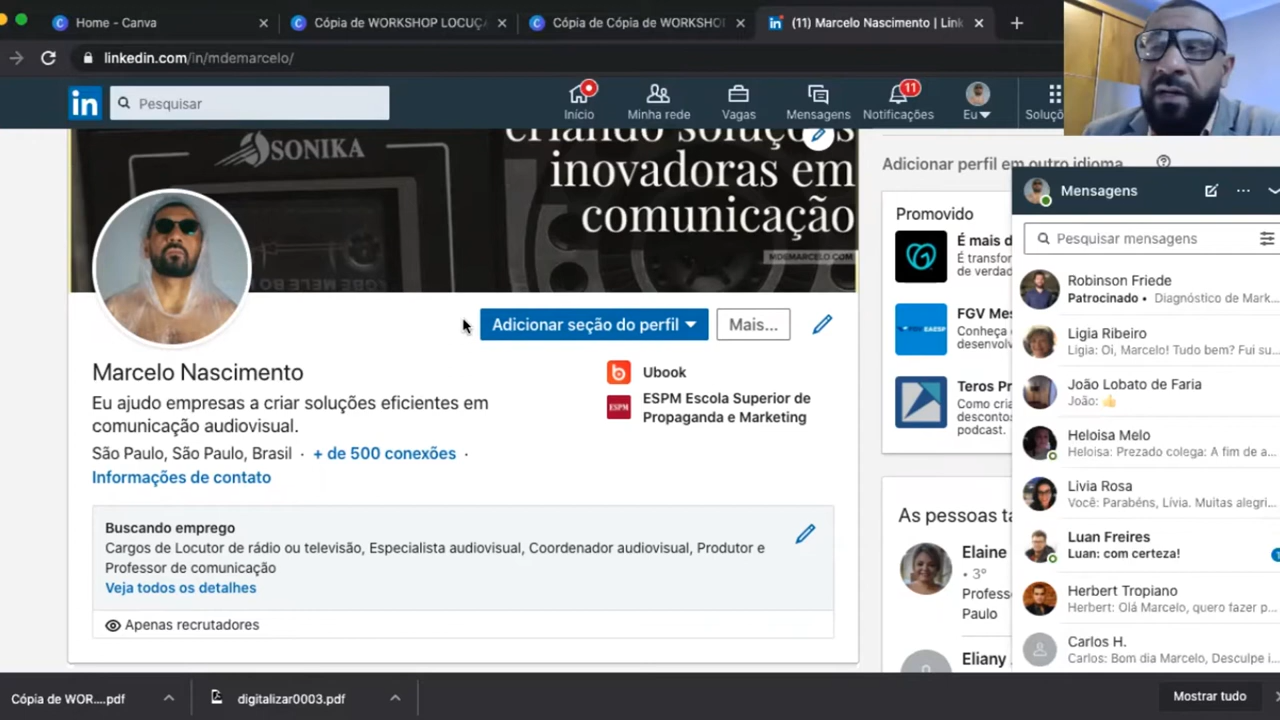 Home - Canva
Cópia de WORKSHOP LOCUÇA
Cópia de Cópia de WORKSHO
(11) Marcelo Nascimento | Link
linkedin.com/in/mdemarcelo/
in
Pesquisar
Início
Minha rede
Vagas
Mensagens
11
Notificações
Eu
Soluçõ
SONIKA
criando soluções
inovadoras em
comunicação
MDEMARCELO.COM
Adicionar seção do perfil
Mais...
Marcelo Nascimento
Eu ajudo empresas a criar soluções eficientes em
comunicação audiovisual.
São Paulo, São Paulo, Brasil · + de 500 conexões ·
Informações de contato
Ubook
ESPM
ESPM Escola Superior de
Propaganda e Marketing
Buscando emprego
Cargos de Locutor de rádio ou televisão, Especialista audiovisual, Coordenador audiovisual, Produtor e
Professor de comunicação
Veja todos os detalhes
Apenas recrutadores
Adicionar perfil em outro idioma
Promovido
É mais d
É transfor
de verdad
FGV Mes
Conheça
desenvolv
Teros Pr
Como cria
descontos
podcast.
As pessoas ta
Elaine
• 3º
Profess
Paulo
Eliany
Mensagens
Pesquisar mensagens
Robinson Friede
Patrocinado • Diagnóstico de Mark...
Ligia Ribeiro
Ligia: Oi, Marcelo! Tudo bem? Fui su...
João Lobato de Faria
João: 👍
Heloisa Melo
Heloisa: Prezado colega: A fim de a...
Livia Rosa
Você: Parabéns, Lívia. Muitas alegri...
Luan Freires
Luan: com certeza!
1
Herbert Tropiano
Herbert: Olá Marcelo, quero fazer p...
Carlos H.
Carlos: Bom dia Marcelo, Desculpe i...
Cópia de WOR....pdf
digitalizar0003.pdf
Mostrar tudo